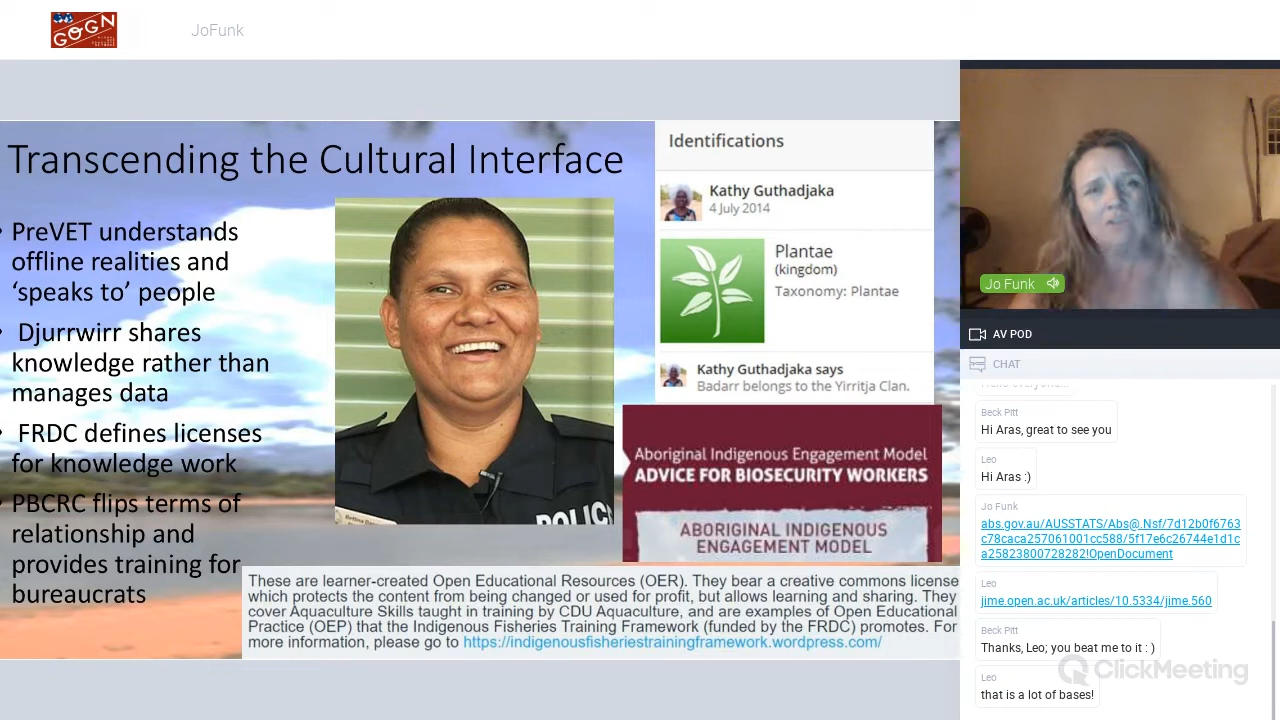 GOGN
JoFunk
Transcending the Cultural Interface
PreVET understands
offline realities and
‘speaks to’ people
Djurrwirr shares
knowledge rather than
manages data
FRDC defines licenses
for knowledge work
PBCRC flips terms of
relationship and
provides training for
bureaucrats
POLIC
Identifications
Kathy Guthadjaka
4 July 2014
Plantae
(kingdom)
Taxonomy: Plantae
Kathy Guthadjaka says
Badarr belongs to the Yirritja Clan.
Aboriginal Indigenous Engagement Model
ADVICE FOR BIOSECURITY WORKERS
ABORIGINAL INDIGENOUS
ENGAGEMENT MODEL
These are learner-created Open Educational Resources (OER). They bear a creative commons license
which protects the content from being changed or used for profit, but allows learning and sharing. They
cover Aquaculture Skills taught in training by CDU Aquaculture, and are examples of Open Educational
Practice (OEP) that the Indigenous Fisheries Training Framework (funded by the FRDC) promotes. For
more information, please go to https://indigenousfisheriestrainingframework.wordpress.com/
Jo Funk
AV POD
CHAT
Beck Pitt
Hi Aras, great to see you
Leo
Hi Aras :)
Jo Funk
abs.gov.au/AUSSTATS/Abs@.Nsf/7d12b0f6763
c78caca257061001cc588/5f17e6c26744e1d1c
a25823800728282!OpenDocument
Leo
jime.open.ac.uk/articles/10.5334/jime.560
Beck Pitt
Thanks, Leo; you beat me to it : )
Leo
that is a lot of bases!
ClickMeeting